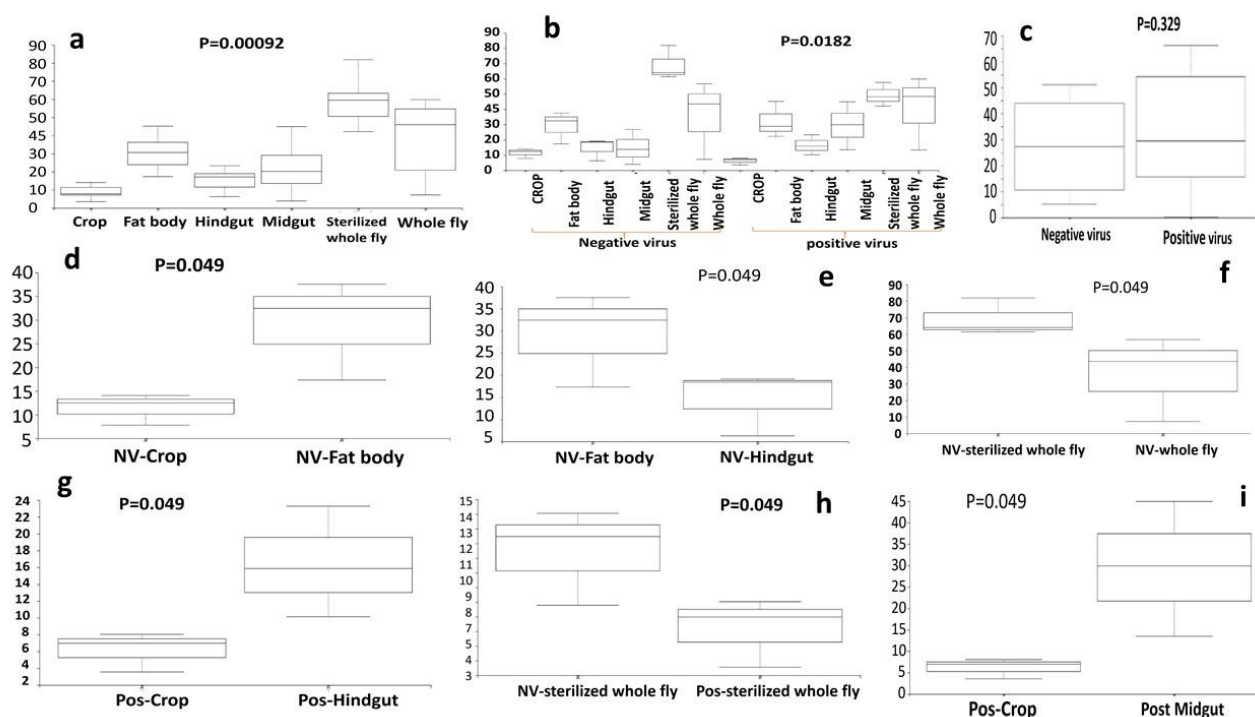 a
P=0.00092
90
80
70
60
50
40
30
20
10
0
Crop Fat body Hindgut Midgut Sterilized whole fly Whole fly
b
P=0.0182
90
80
70
60
50
40
30
20
10
0
CROP
Fat body
Hindgut
Midgut
Sterilized
whole fly
Whole fly
CROP
Fat body
Hindgut
Midgut
Sterilized
whole fly
Whole fly
Negative virus positive virus
c
P=0.329
70
60
50
40
30
20
10
0
Negative virus Positive virus
d
P=0.049
40
35
30
25
20
15
10
5
NV-Crop NV-Fat body
e
P=0.049
40
35
30
25
20
15
10
5
NV-Fat body NV-Hindgut
f
P=0.049
90
80
70
60
50
40
30
20
10
0
NV-sterilized whole fly NV-whole fly
g
P=0.049
24
22
20
18
16
14
12
10
8
6
4
2
Pos-Crop Pos-Hindgut
h
P=0.049
15
14
13
12
11
10
9
8
7
6
5
4
3
NV-sterilized whole fly Pos-sterilized whole fly
i
P=0.049
45
40
35
30
25
20
15
10
5
0
Pos-Crop Post Midgut